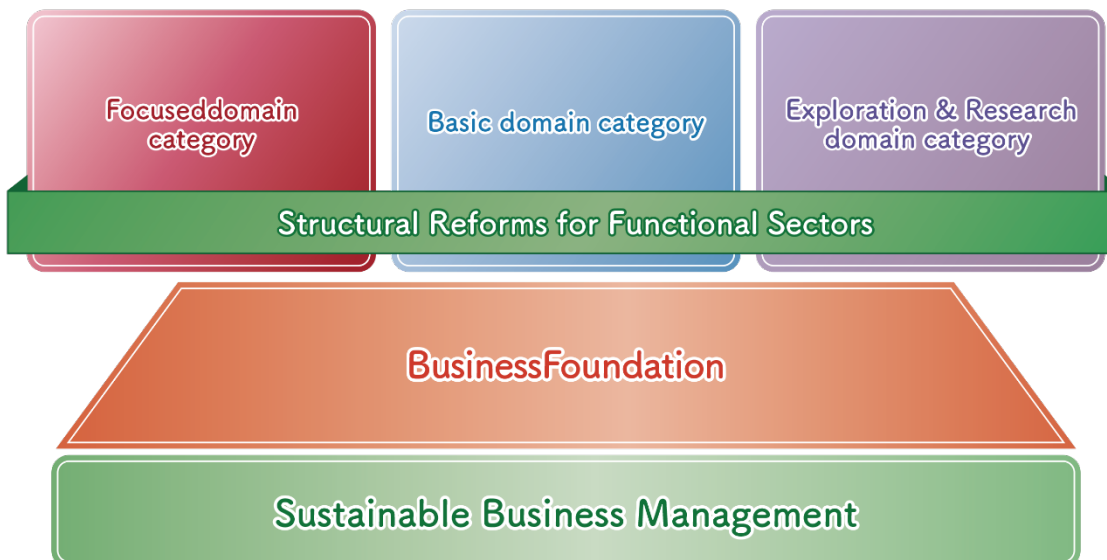 Focuseddomain
category
Basic domain category
Exploration & Research
domain category
Structural Reforms for Functional Sectors
BusinessFoundation
Sustainable Business Management